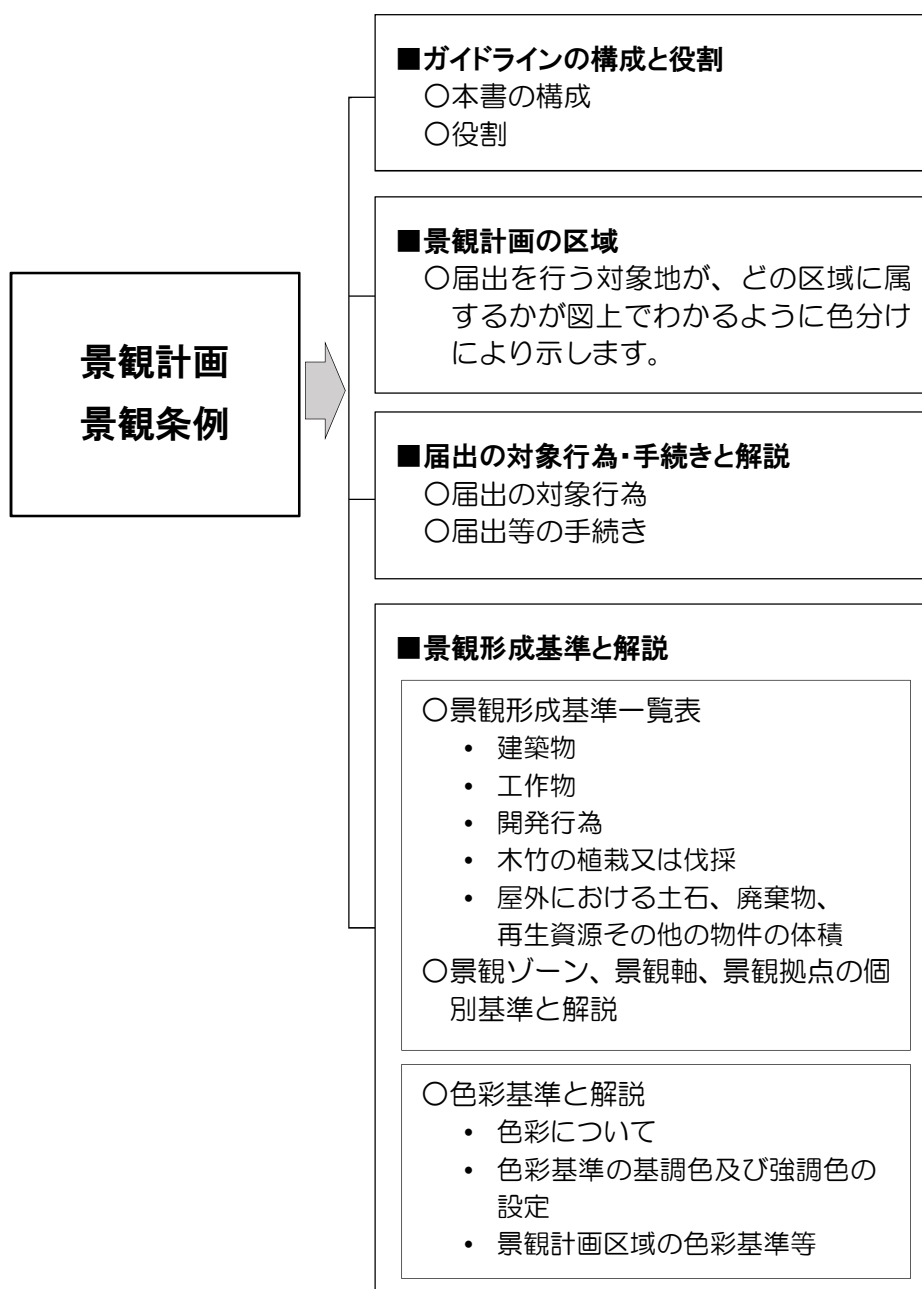 ■ガイドラインの構成と役割
〇本書の構成
〇役割
■景観計画の区域
〇届出を行う対象地が、どの区域に属
するかが図上でわかるように色分け
により示します。
景観計画
景観条例
■届出の対象行為・手続きと解説
〇届出の対象行為
〇届出等の手続き
■景観形成基準と解説
〇景観形成基準一覧表
• 建築物
• 工作物
• 開発行為
• 木竹の植栽又は伐採
• 屋外における土石、廃棄物、
再生資源その他の物件の体積
〇景観ゾーン、景観軸、景観拠点の個
別基準と解説
〇色彩基準と解説
• 色彩について
• 色彩基準の基調色及び強調色の
設定
• 景観計画区域の色彩基準等